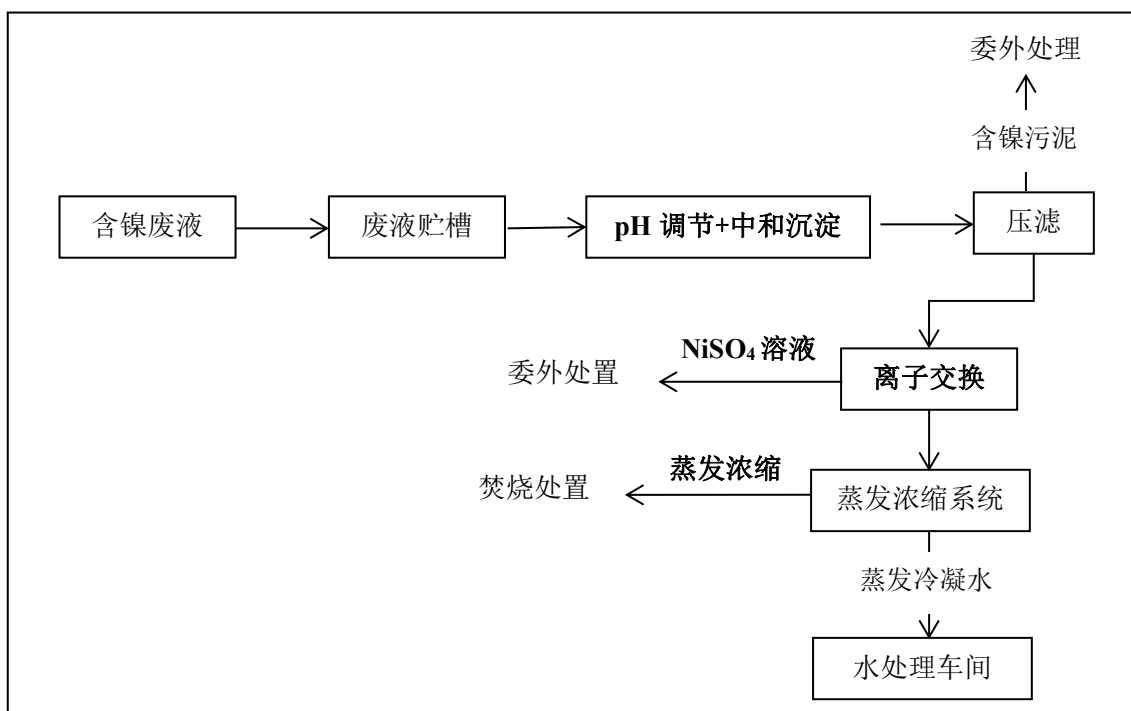 委外处理
含镍污泥
含镍废液
废液贮槽
pH 调节+中和沉淀
压滤
NiSO₄ 溶液
委外处置
离子交换
蒸发浓缩
焚烧处置
蒸发浓缩系统
蒸发冷凝水
水处理车间